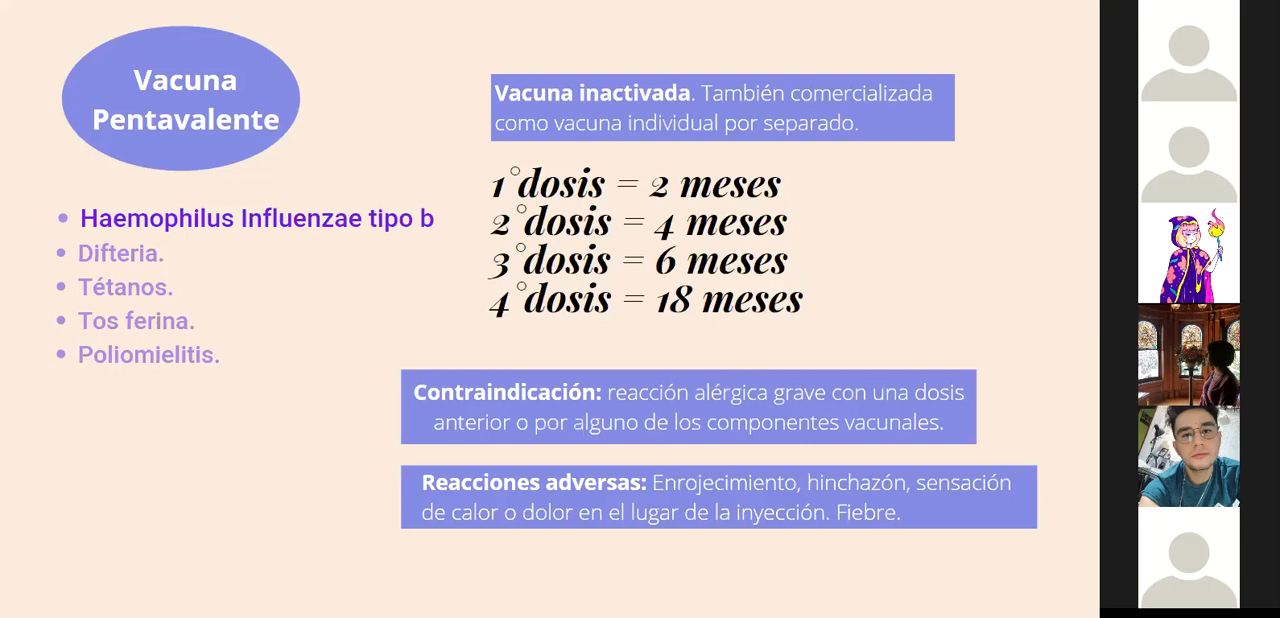 Vacuna
Pentavalente
Haemophilus Influenzae tipo b
Difteria.
Tétanos.
Tos ferina.
Poliomielitis.
Vacuna inactivada. También comercializada
como vacuna individual por separado.
1°dosis = 2 meses
2°dosis = 4 meses
3°dosis = 6 meses
4°dosis = 18 meses
Contraindicación: reacción alérgica grave con una dosis
anterior o por alguno de los componentes vacunales.
Reacciones adversas: Enrojecimiento, hinchazón, sensación
de calor o dolor en el lugar de la inyección. Fiebre.